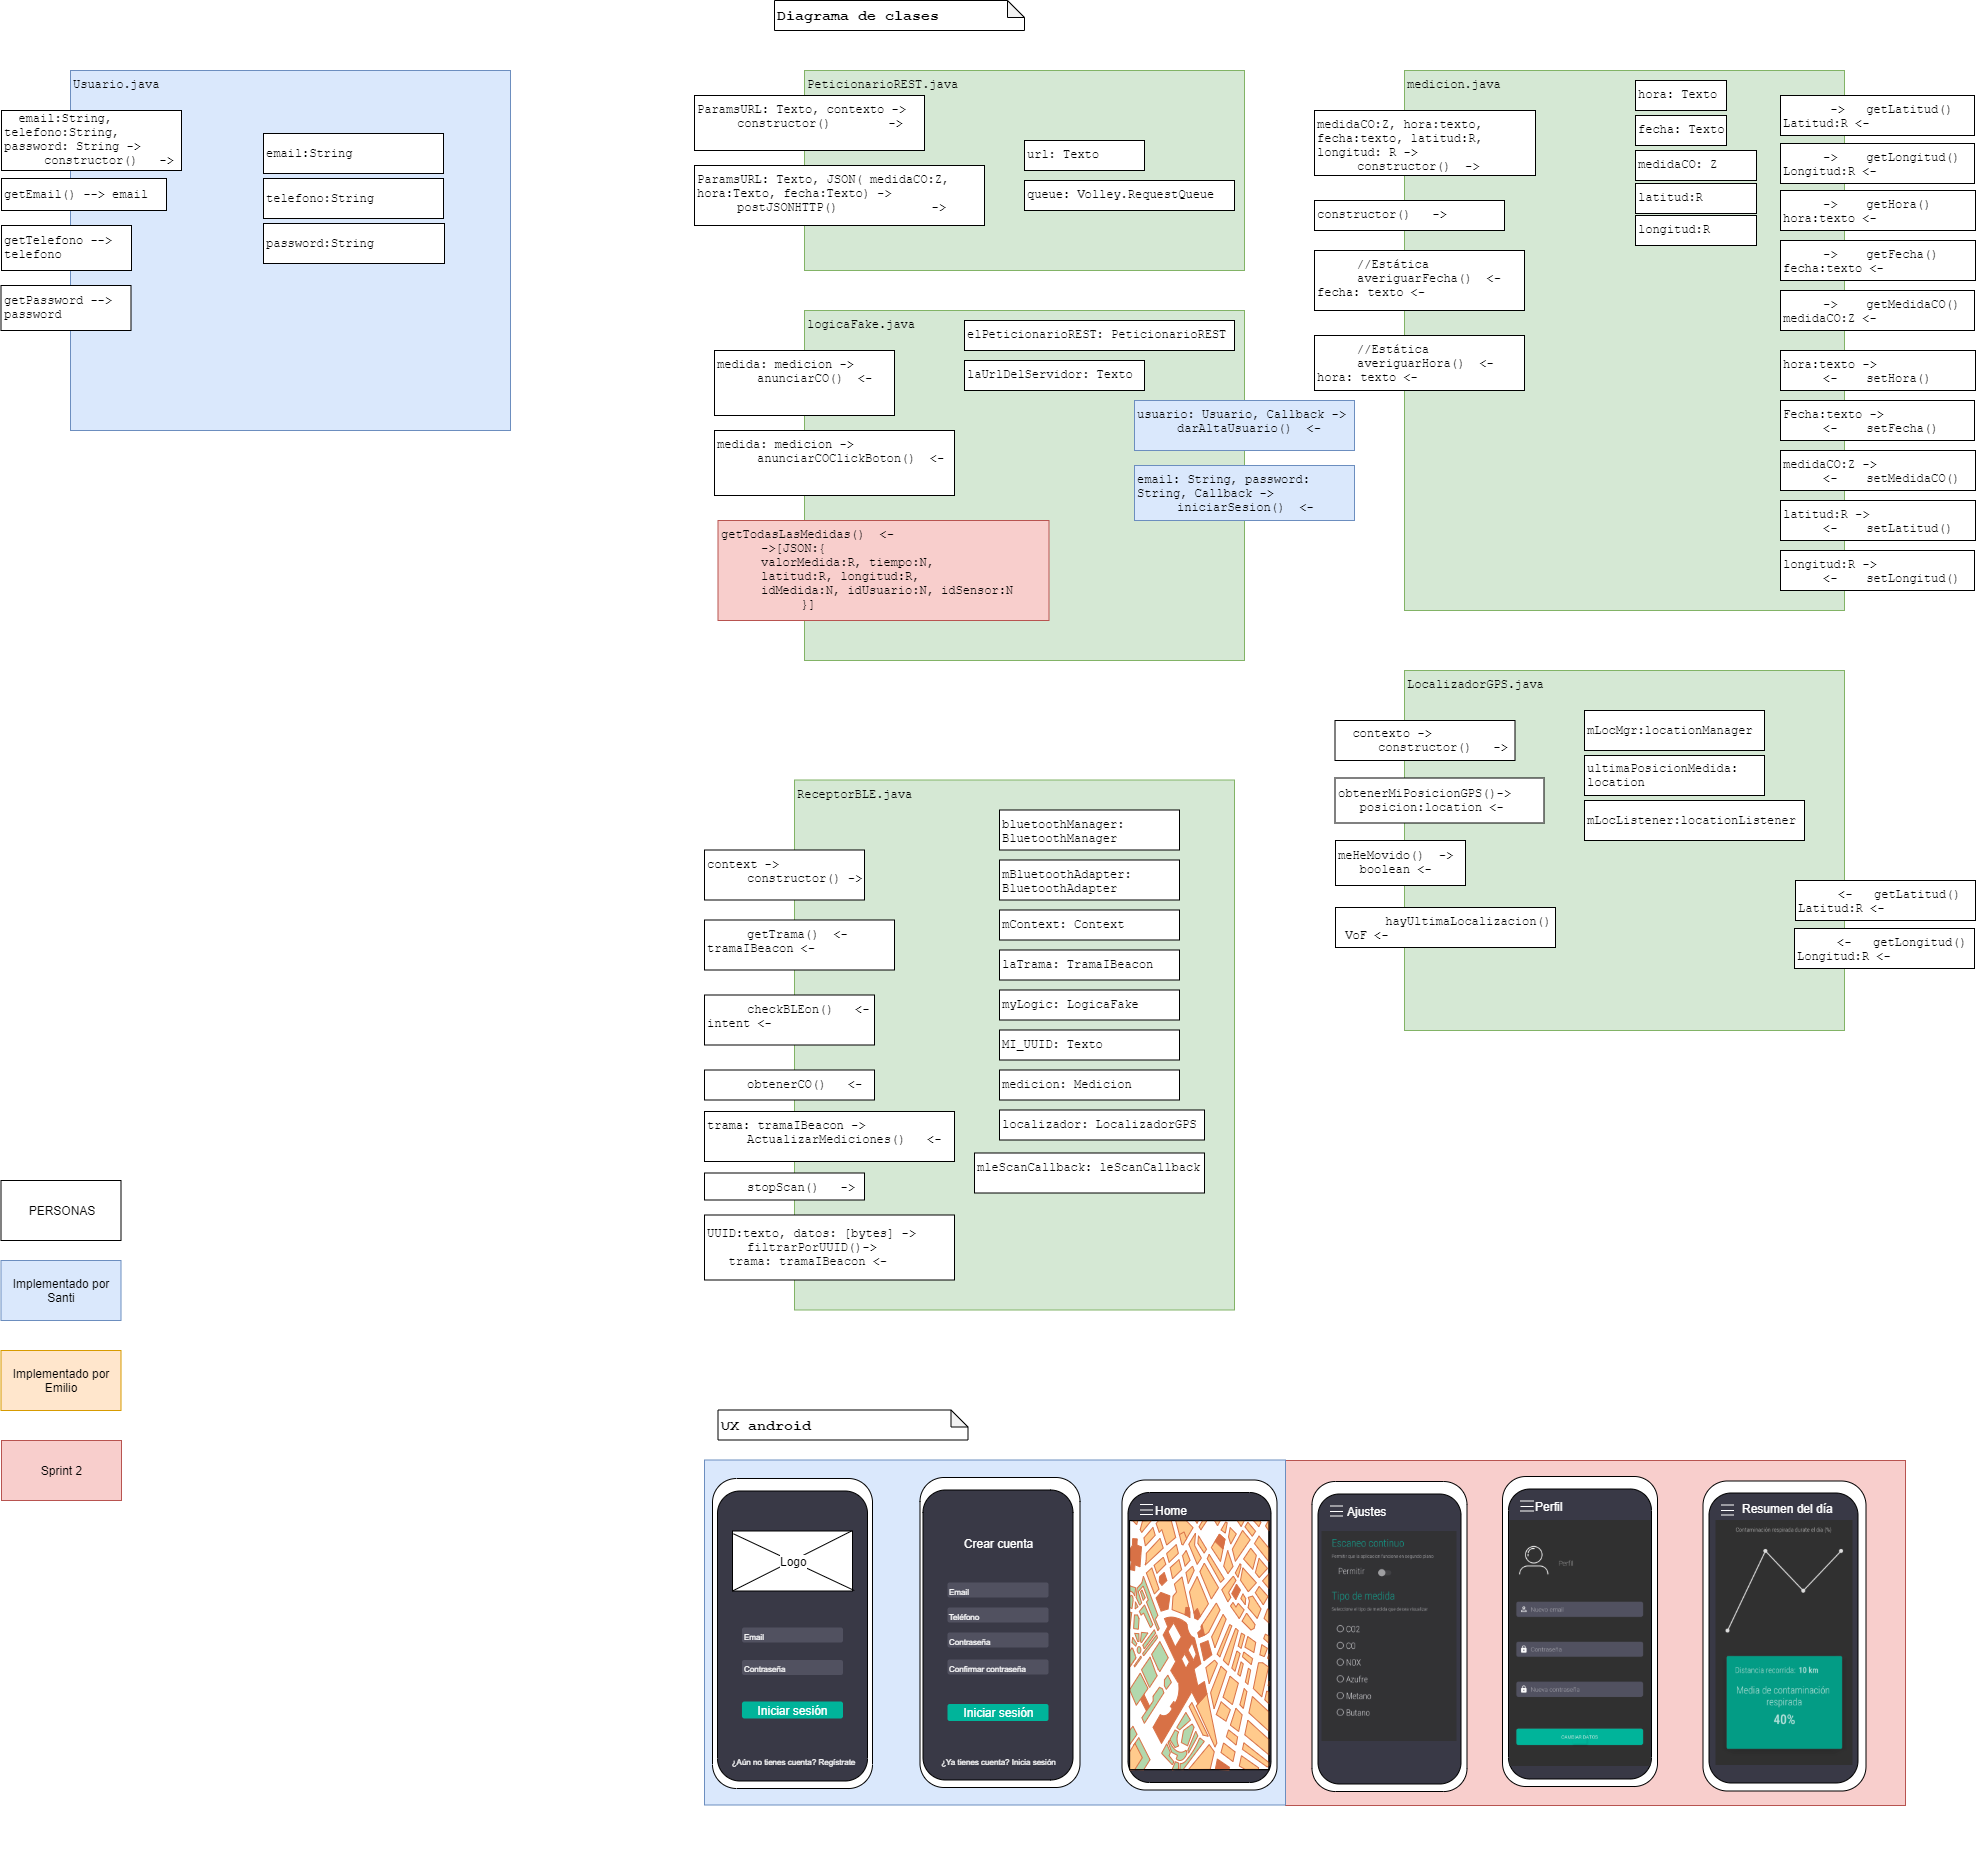 Diagrama de clases
Usuario.java
email:String,
telefono:String,
password: String ->
constructor()   ->
getEmail() --> email
getTelefono -->
telefono
getPassword -->
password
email:String
telefono:String
password:String
PeticionarioREST.java
ParamsURL: Texto, contexto ->
constructor()        ->
ParamsURL: Texto, JSON( medidaCO:Z,
hora:Texto, fecha:Texto) ->
postJSONHTTP()             ->
url: Texto
queue: Volley.RequestQueue
logicaFake.java
elPeticionarioREST: PeticionarioREST
laUrlDelServidor: Texto
medida: medicion ->
anunciarCO()  <-
medida: medicion ->
anunciarCOClickBoton()  <-
usuario: Usuario, Callback ->
darAltaUsuario()  <-
email: String, password:
String, Callback ->
iniciarSesion()  <-
getTodasLasMedidas()  <-
->[JSON:{
valorMedida:R, tiempo:N,
latitud:R, longitud:R,
idMedida:N, idUsuario:N, idSensor:N
}]
medicion.java
medidaCO:Z, hora:texto,
fecha:texto, latitud:R,
longitud: R ->
constructor()  ->
constructor()   ->
//Estática
averiguarFecha()  <-
fecha: texto <-
//Estática
averiguarHora()  <-
hora: texto <-
hora: Texto
fecha: Texto
medidaCO: Z
latitud:R
longitud:R
->   getLatitud()
Latitud:R <-
->    getLongitud()
Longitud:R <-
->    getHora()
hora:texto <-
->    getFecha()
fecha:texto <-
->    getMedidaCO()
medidaCO:Z <-
hora:texto ->
<-    setHora()
Fecha:texto ->
<-    setFecha()
medidaCO:Z ->
<-    setMedidaCO()
latitud:R ->
<-    setLatitud()
longitud:R ->
<-    setLongitud()
LocalizadorGPS.java
contexto ->
constructor()   ->
obtenerMiPosicionGPS()->
posicion:location <-
meHeMovido()  ->
boolean <-
hayUltimaLocalizacion()
VoF <-
mLocMgr:locationManager
ultimaPosicionMedida:
location
mLocListener:locationListener
<-   getLatitud()
Latitud:R <-
<-   getLongitud()
Longitud:R <-
ReceptorBLE.java
context ->
constructor() ->
getTrama()  <-
tramaIBeacon <-
checkBLEon()   <-
intent <-
obtenerCO()   <-
trama: tramaIBeacon ->
ActualizarMediciones()   <-
stopScan()   ->
UUID:texto, datos: [bytes] ->
filtrarPorUUID()->
trama: tramaIBeacon <-
bluetoothManager:
BluetoothManager
mBluetoothAdapter:
BluetoothAdapter
mContext: Context
laTrama: TramaIBeacon
myLogic: LogicaFake
MI_UUID: Texto
medicion: Medicion
localizador: LocalizadorGPS
mleScanCallback: leScanCallback
PERSONAS
Implementado por
Santi
Implementado por
Emilio
Sprint 2
UX android
Logo
Email
Contraseña
Iniciar sesión
¿Aún no tienes cuenta? Regístrate
Crear cuenta
Email
Teléfono
Contraseña
Confirmar contraseña
Iniciar sesión
¿Ya tienes cuenta? Inicia sesión
Home
Ajustes
Escaneo continuo
Permitir
Tipo de medida
CO2
CO
NOX
Azufre
Metano
Butano
Perfil
Perfil
Nuevo email
Contraseña
Nueva contraseña
CAMBIAR DATOS
Resumen del día
Contaminación respirada durate el día (%)
Distancia recorrida: 10 km
Media de contaminación
respirada
40%